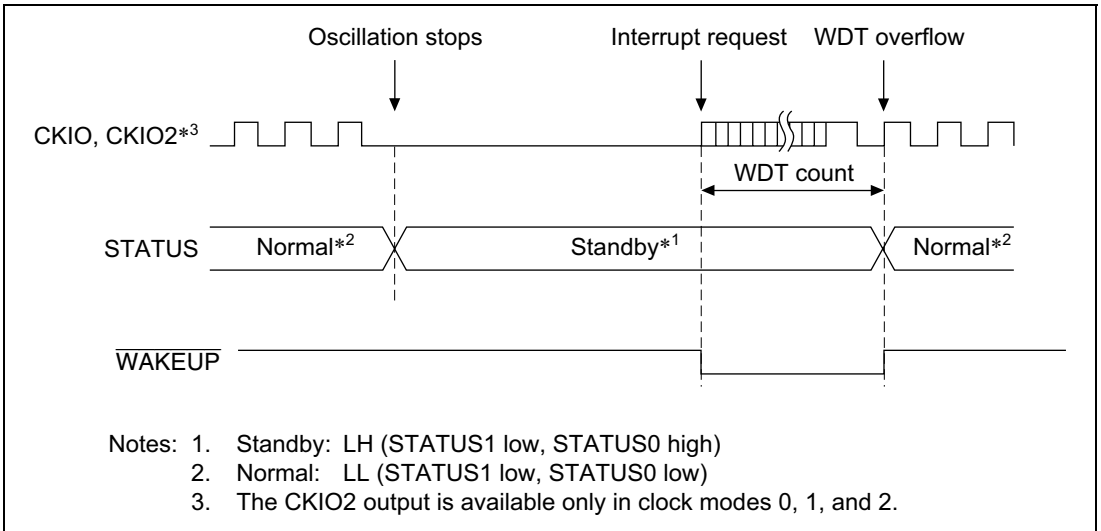 Oscillation stops Interrupt request WDT overflow
CKIO, CKIO2*3
WDT count
STATUS Normal*2 Standby*1 Normal*2
WAKEUP
Notes: 1. Standby: LH (STATUS1 low, STATUS0 high)
2. Normal: LL (STATUS1 low, STATUS0 low)
3. The CKIO2 output is available only in clock modes 0, 1, and 2.